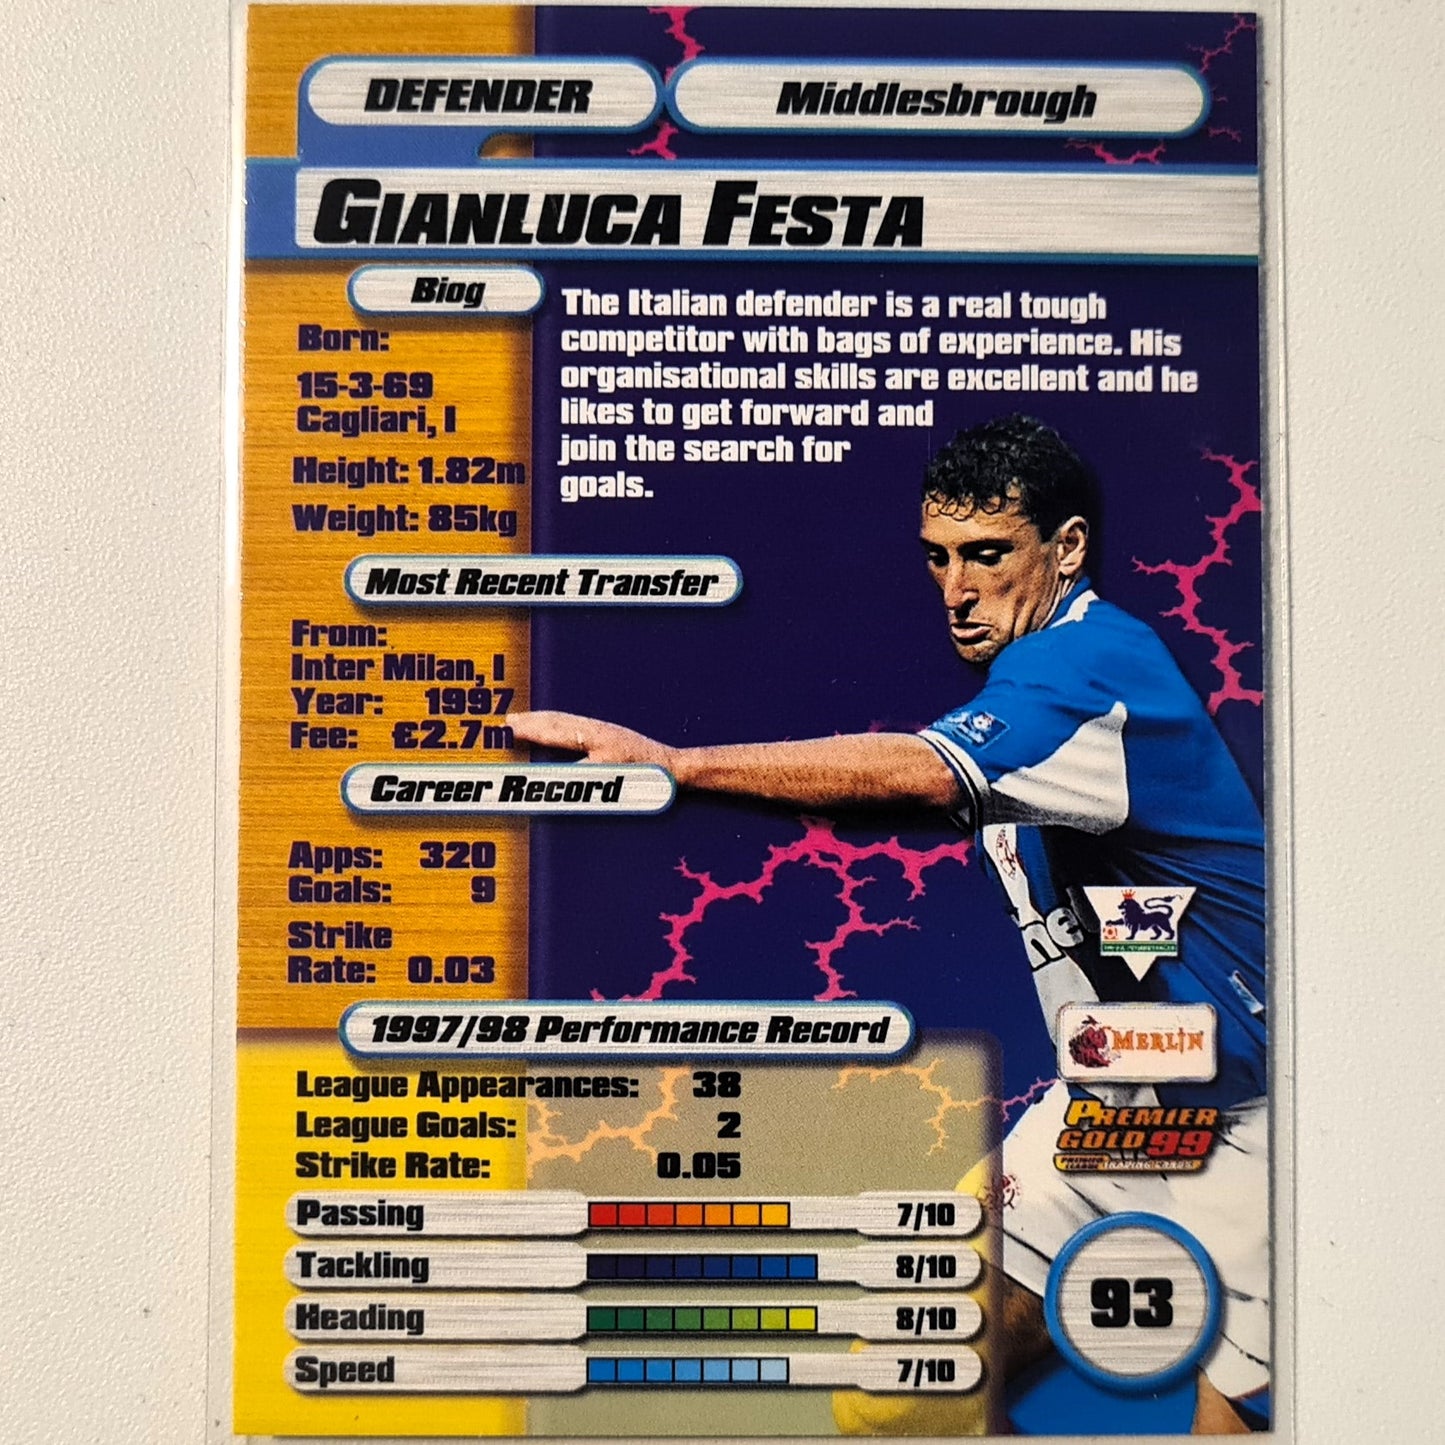 DEFENDER
Middlesbrough
GIANLUCA FESTA
Biog
Born:
15-3-69
Cagliari, I
Height: 1.82m
Weight: 85kg
The Italian defender is a real tough
competitor with bags of experience. His
organisational skills are excellent and he
likes to get forward and
join the search for
goals.
Most Recent Transfer
From:
Inter Milan, I
Year: 1997
Fee: £2.7m
Career Record
Apps: 320
Goals: 9
Strike
Rate: 0.03
1997/98 Performance Record
League Appearances: 38
League Goals: 2
Strike Rate: 0.05
Passing 7/10
Tackling 8/10
Heading 8/10
Speed 7/10
MERLIN
PREMIER
GOLD 99
PREMIER
LEAGUE TRADING CARDS
93